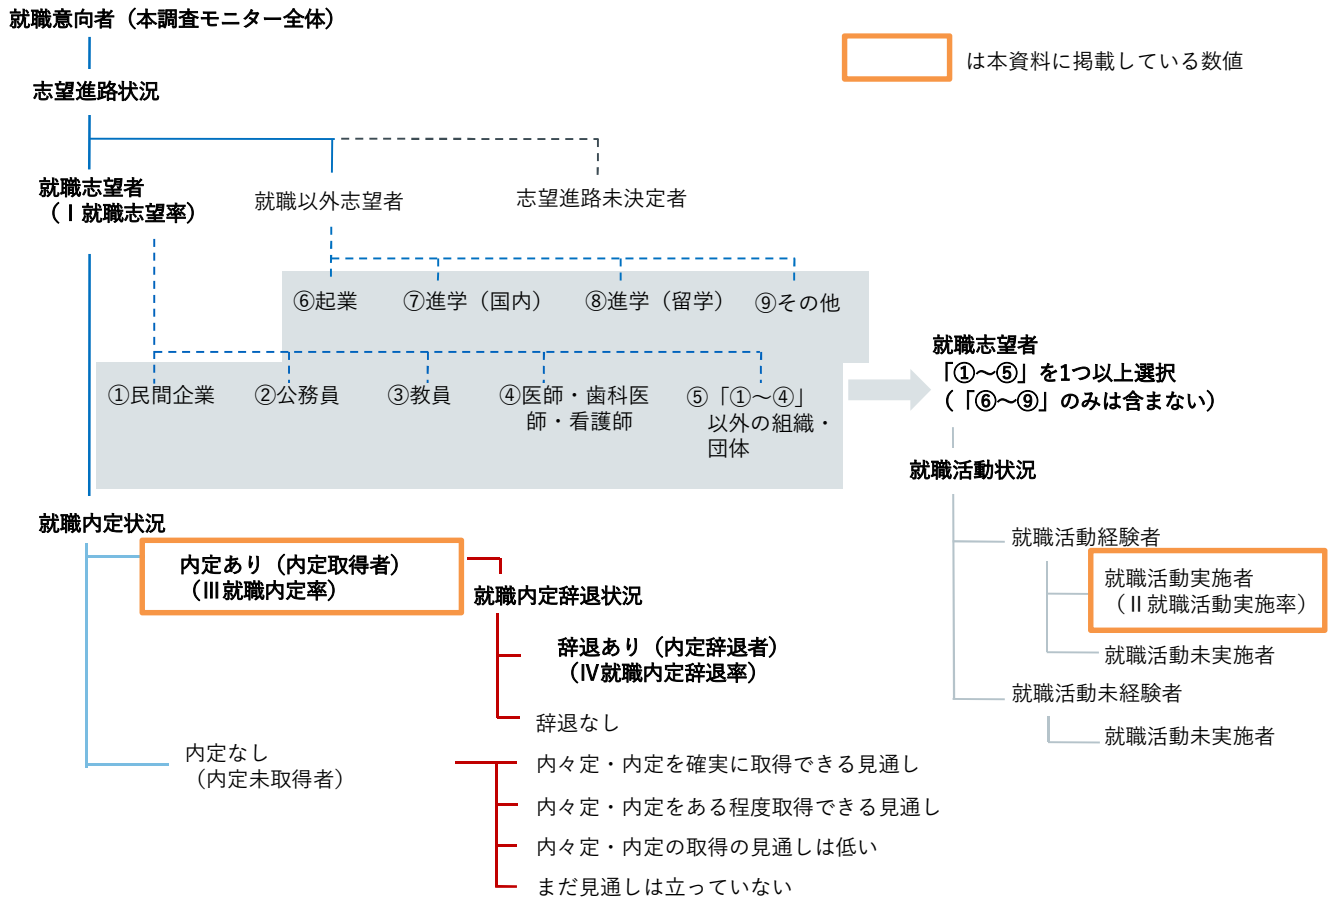 就職意向者（本調査モニター全体）
は本資料に掲載している数値
志望進路状況
就職志望者
（Ⅰ就職志望率）
就職以外志望者
志望進路未決定者
⑥起業
⑦進学（国内）
⑧進学（留学）
⑨その他
①民間企業
②公務員
③教員
④医師・歯科医
師・看護師
⑤「①～④」
以外の組織・
団体
就職志望者
「①～⑤」を1つ以上選択
（「⑥～⑨」のみは含まない）
就職活動状況
就職活動経験者
就職活動実施者
（Ⅱ就職活動実施率）
就職活動未実施者
就職活動未経験者
就職活動未実施者
就職内定状況
内定あり（内定取得者）
（Ⅲ就職内定率）
就職内定辞退状況
辞退あり（内定辞退者）
（Ⅳ就職内定辞退率）
辞退なし
内定なし
（内定未取得者）
内々定・内定を確実に取得できる見通し
内々定・内定をある程度取得できる見通し
内々定・内定の取得の見通しは低い
まだ見通しは立っていない